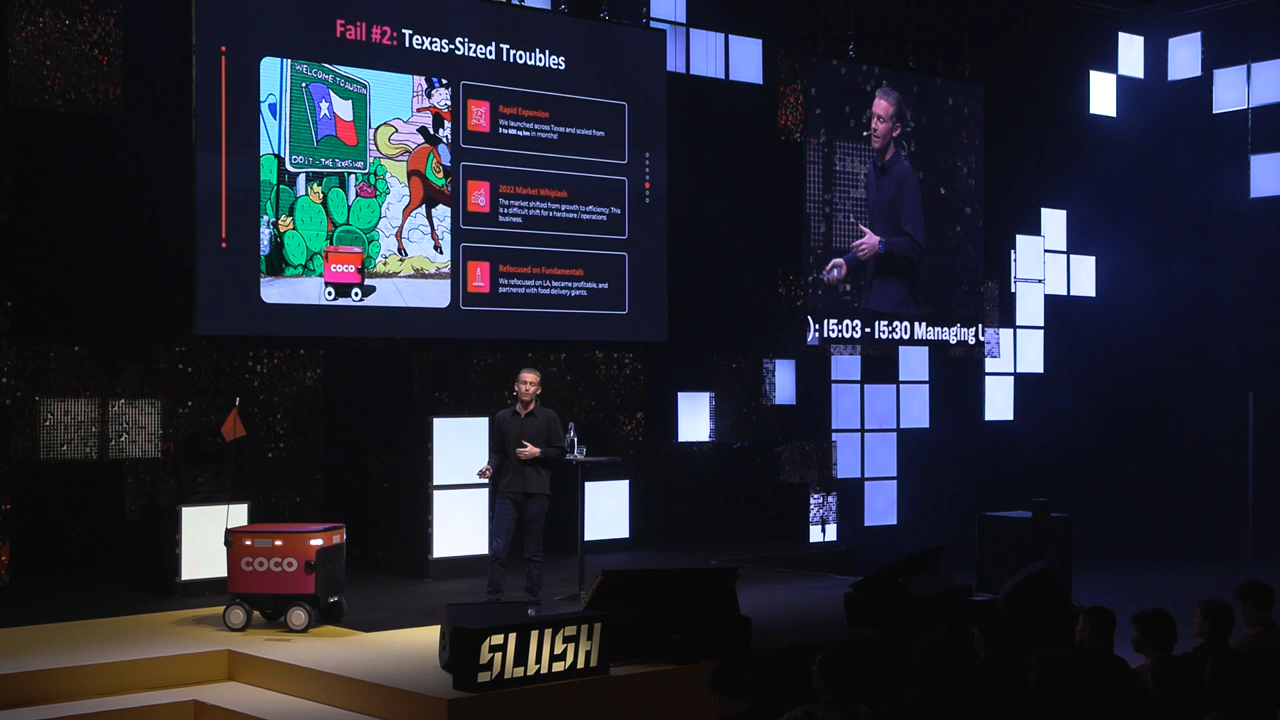 Fail #2: Texas-Sized Troubles
WELCOME TO AUSTIN
DO IT - THE TEXAS WAY
COCO
Rapid Expansion
We launched across Texas and scaled from
3 to 600 sq km in months!
2022 Market Whiplash
The market shifted from growth to efficiency. This
is a difficult shift for a hardware / operations
business.
Refocused on Fundamentals
We refocused on LA, became profitable, and
partnered with food delivery giants.
): 15:03 - 15:30 Managing U
COCO
SLUSH